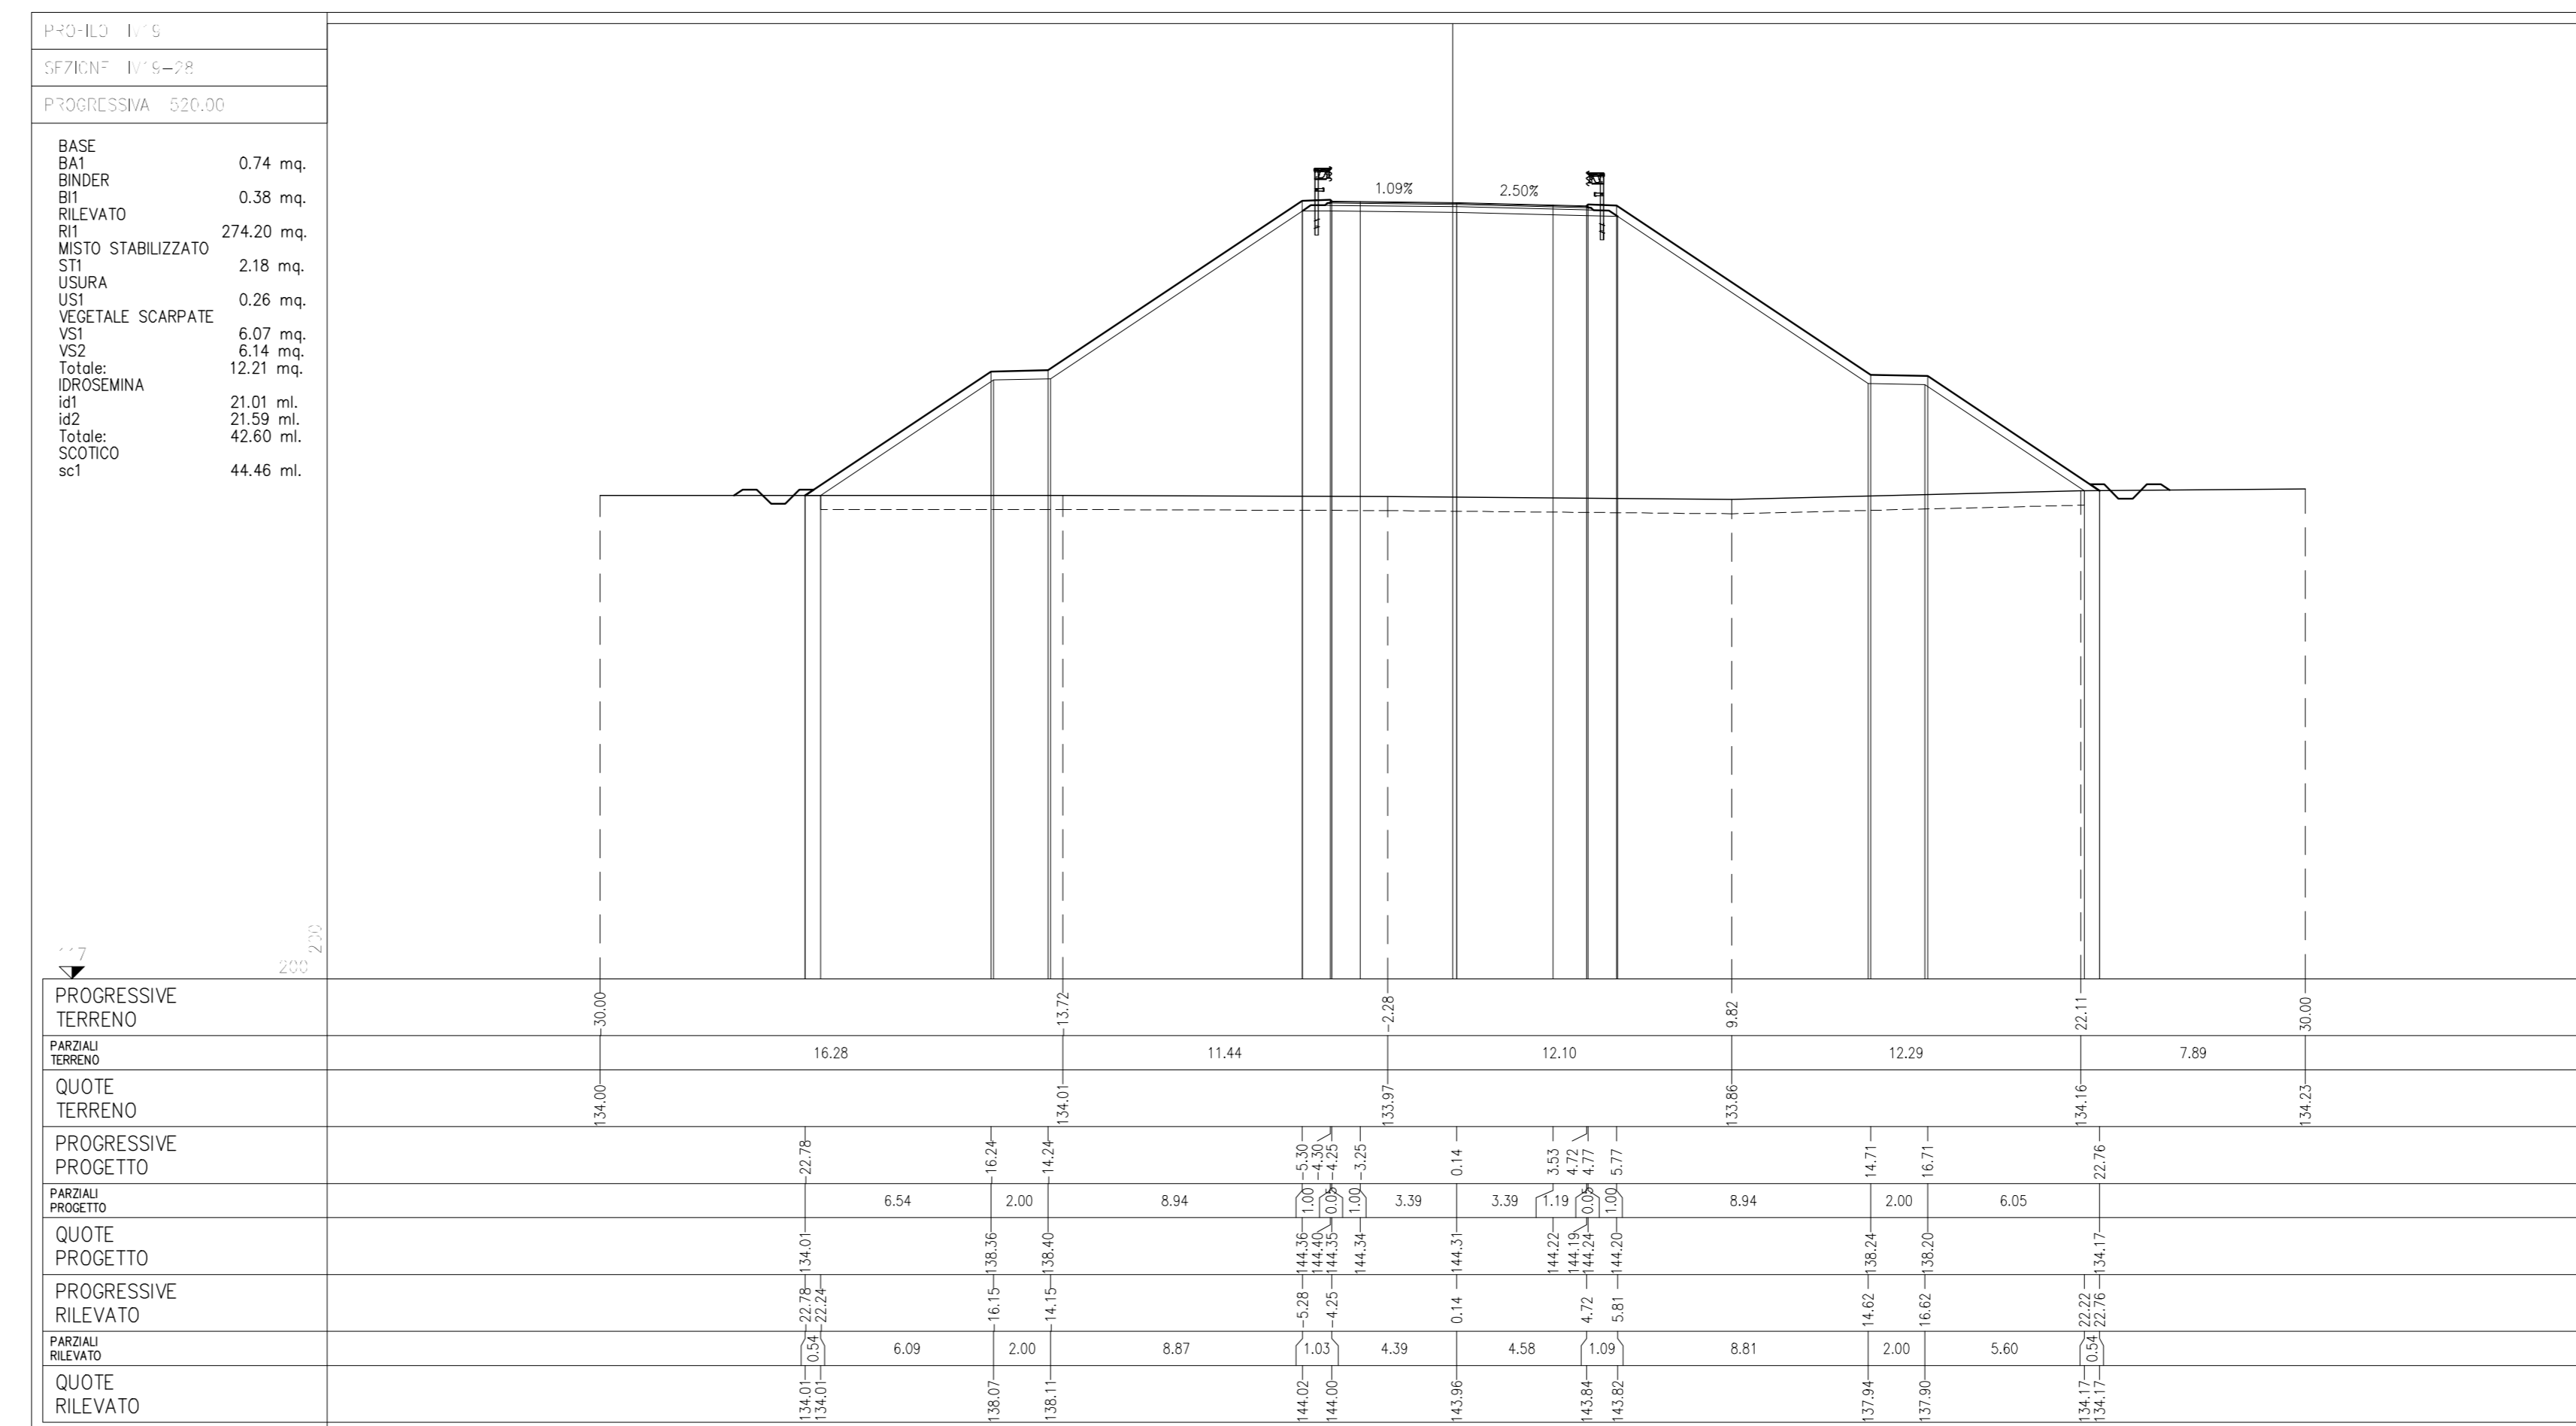 PROFILO IV19
SEZIONE IV19-28
PROGRESSIVA 520.00
BASE
BA1 0.74 mq.
BINDER
BI1 0.38 mq.
RILEVATO
RI1 274.20 mq.
MISTO STABILIZZATO
ST1 2.18 mq.
USURA
US1 0.26 mq.
VEGETALE SCARPATE
VS1 6.07 mq.
VS2 6.14 mq.
Totale: 12.21 mq.
IDROSEMINA
id1 21.01 ml.
id2 21.59 ml.
Totale: 42.60 ml.
SCOTICO
sc1 44.46 ml.
1.09% 2.50%
117 200 200
PROGRESSIVE
TERRENO
-30.00 -13.72 -2.28 9.82 22.11 30.00
PARZIALI
TERRENO
16.28 11.44 12.10 12.29 7.89
QUOTE
TERRENO
134.00 134.01 133.97 133.86 134.16 134.23
PROGRESSIVE
PROGETTO
-22.78 -16.24 -14.24 -5.30 -4.30 -4.25 -3.25 0.14 3.53 4.72 4.77 5.77 14.71 16.71 22.76
PARZIALI
PROGETTO
6.54 2.00 8.94 1.00 0.05 1.00 3.39 3.39 1.19 0.05 1.00 8.94 2.00 6.05
QUOTE
PROGETTO
134.01 138.36 138.40 144.36 144.40 144.35 144.34 144.31 144.22 144.19 144.24 144.20 138.24 138.20 134.17
PROGRESSIVE
RILEVATO
-22.78 -22.24 -16.15 -14.15 -5.28 -4.25 0.14 4.72 5.81 14.62 16.62 22.22 22.76
PARZIALI
RILEVATO
0.54 6.09 2.00 8.87 1.03 4.39 4.58 1.09 8.81 2.00 5.60 0.54
QUOTE
RILEVATO
134.01 134.01 138.07 138.11 144.02 144.00 143.96 143.84 143.82 137.94 137.90 134.17 134.17